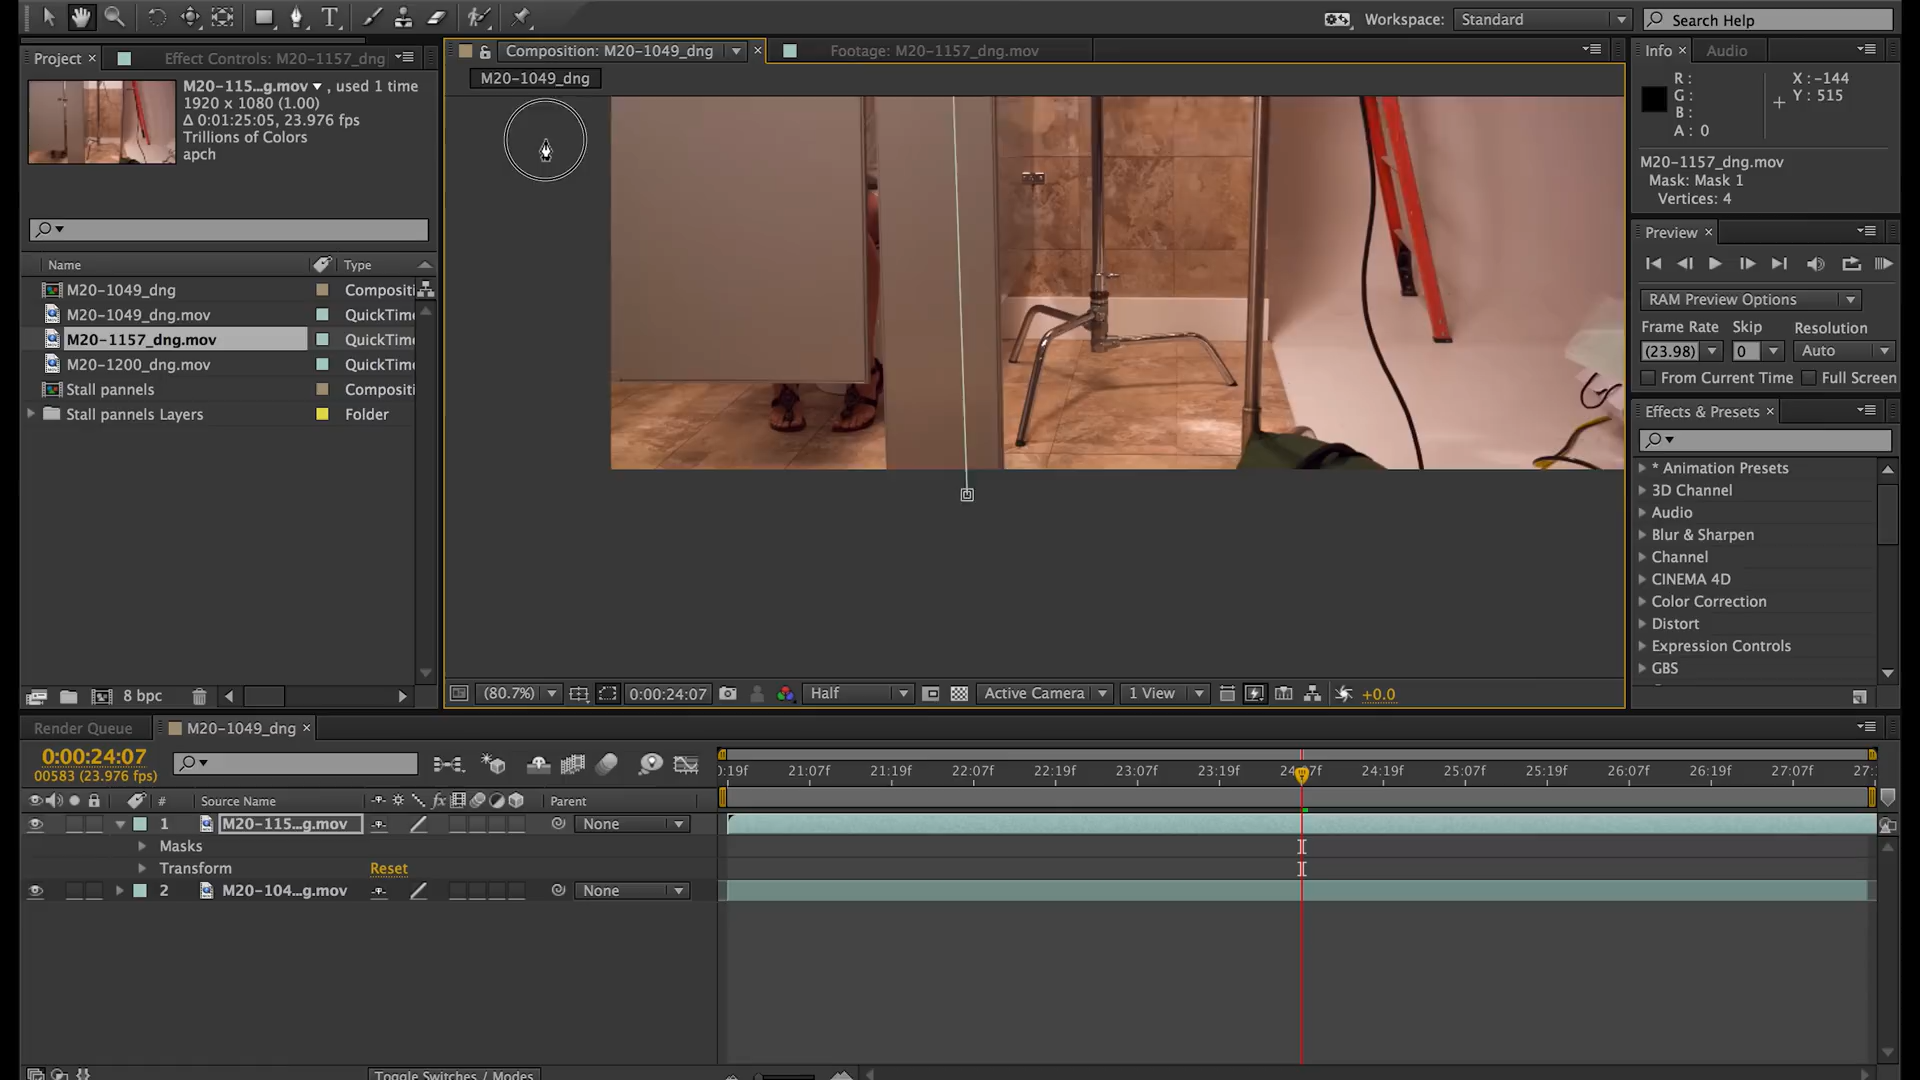 Workspace: Standard Search Help
Project × Effect Controls: M20-1157_dng
M20-115...g.mov ▼ , used 1 time
1920 x 1080 (1.00)
Δ 0:01:25:05, 23.976 fps
Trillions of Colors
apch
Name Type
M20-1049_dng Compositi
M20-1049_dng.mov QuickTim
M20-1157_dng.mov QuickTim
M20-1200_dng.mov QuickTim
Stall pannels Compositi
Stall pannels Layers Folder
8 bpc
Composition: M20-1049_dng × Footage: M20-1157_dng.mov
M20-1049_dng
(80.7%) 0:00:24:07 Half Active Camera 1 View +0.0
Info × Audio
R : X : -144
G : Y : 515
B :
A : 0
M20-1157_dng.mov
Mask: Mask 1
Vertices: 4
Preview ×
RAM Preview Options
Frame Rate Skip Resolution
(23.98) 0 Auto
From Current Time Full Screen
Effects & Presets ×
* Animation Presets
3D Channel
Audio
Blur & Sharpen
Channel
CINEMA 4D
Color Correction
Distort
Expression Controls
GBS
Render Queue M20-1049_dng ×
0:00:24:07
00583 (23.976 fps)
):19f 21:07f 21:19f 22:07f 22:19f 23:07f 23:19f 24:07f 24:19f 25:07f 25:19f 26:07f 26:19f 27:07f 27:
# Source Name fx Parent
1 M20-115...g.mov None
Masks
Transform Reset
2 M20-104...g.mov None
Toggle Switches / Modes